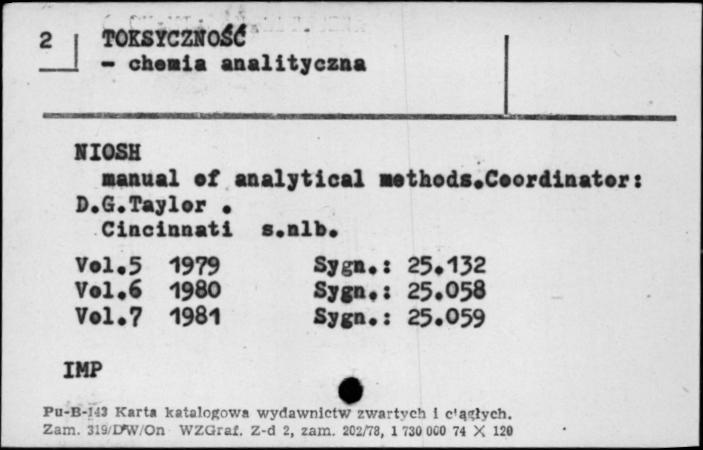 2 TOKSYCZNOŚĆ
- chemia analityczna
NIOSH
manual of analytical methods.Coordinator:
D.G.Taylor .
Cincinnati s.nlb.
Vol.5 1979 Sygn.: 25.132
Vol.6 1980 Sygn.: 25.058
Vol.7 1981 Sygn.: 25.059
IMP
Pu-B-143 Karta katalogowa wydawnictw zwartych i ciągłych.
Zam. 319/DW/On WZGraf. Z-d 2, zam. 202/78, 1 730 000 74 X 120